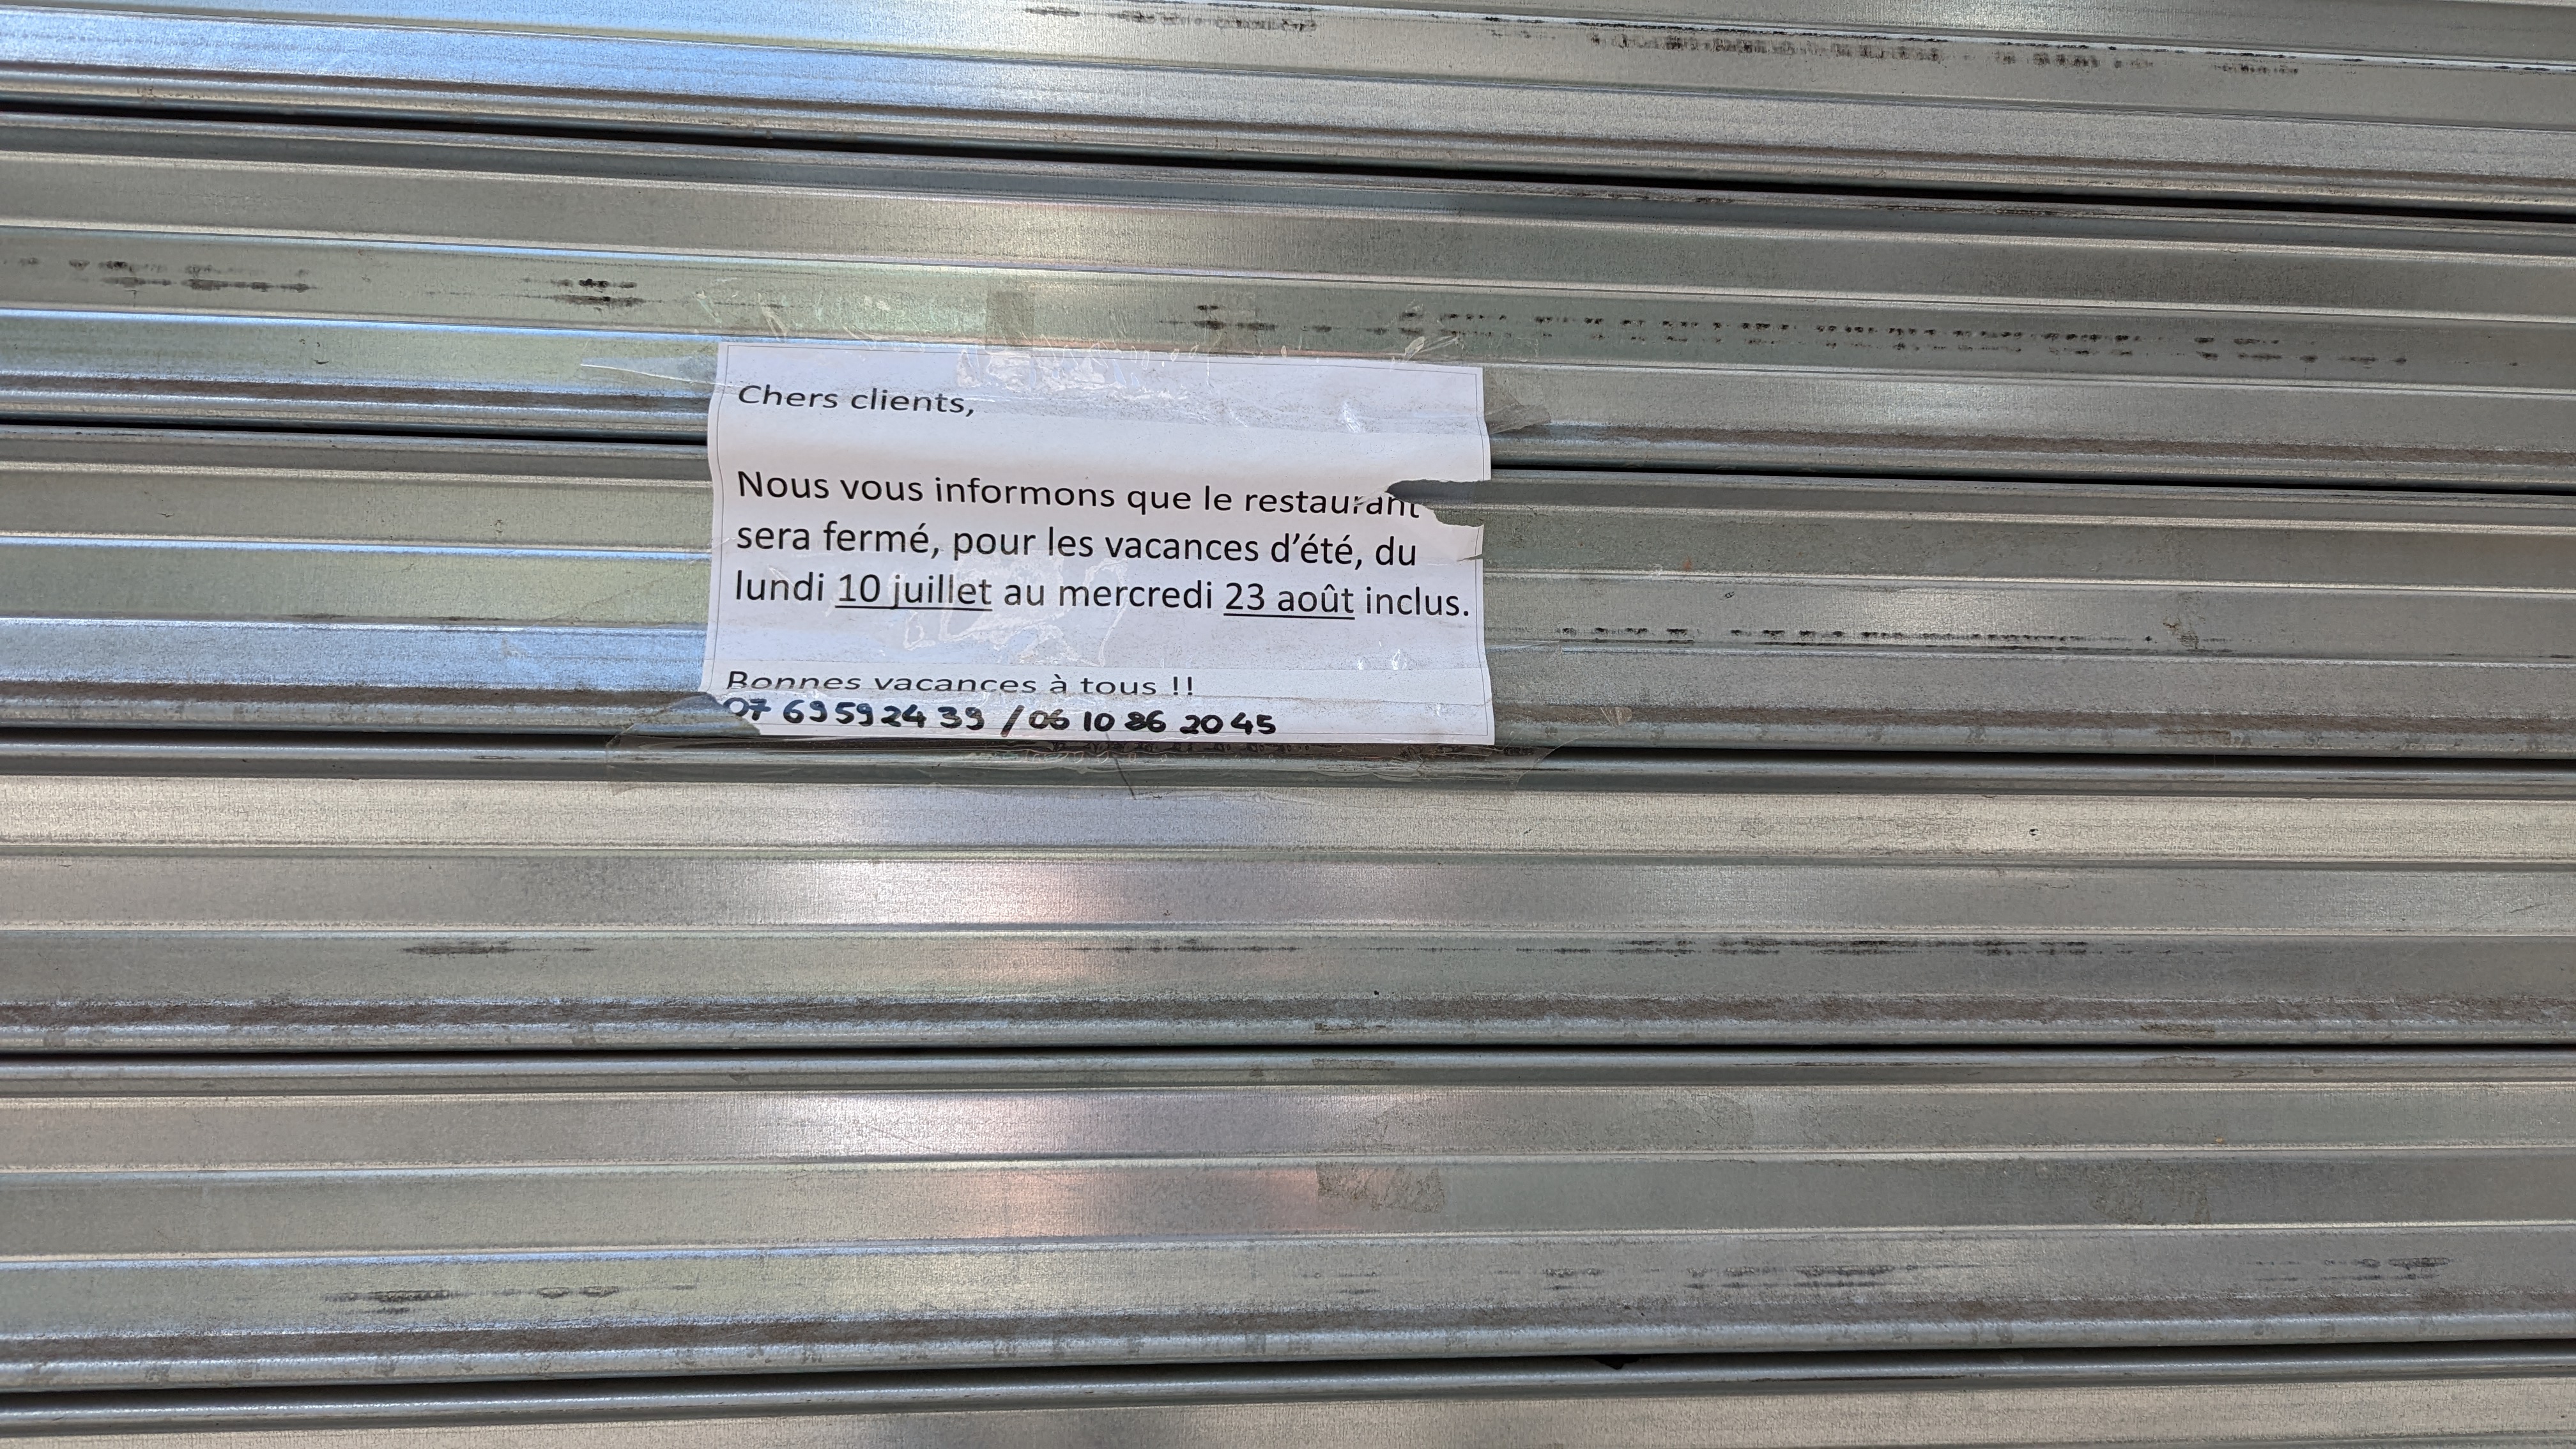 Chers clients,
Nous vous informons que le restaurant
sera fermé, pour les vacances d'été, du
lundi 10 juillet au mercredi 23 août inclus.
Bonnes vacances à tous !!
07 69 59 24 39 / 06 10 86 20 45